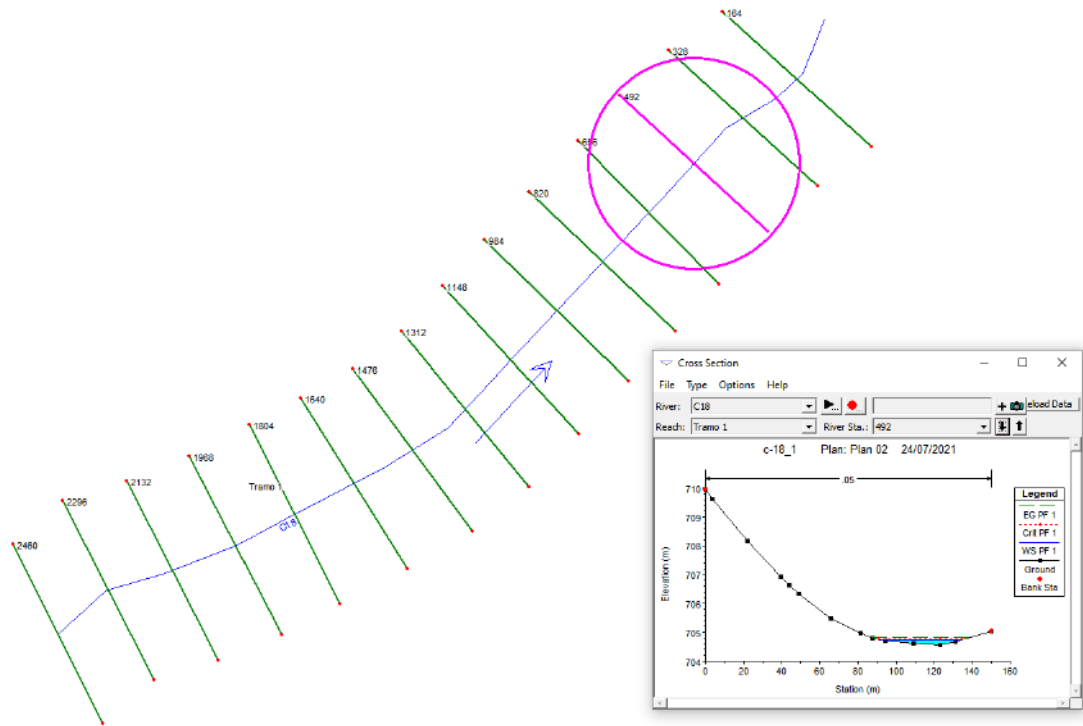 164
328
492
656
820
984
1148
1312
1476
1640
1804
1968
Tramo 1
2132
2296
C18
2460
Cross Section
File Type Options Help
River: C18 eload Data
Reach: Tramo 1 River Sta.: 492
c-18_1 Plan: Plan 02 24/07/2021
.05
710
709
708
707
706
705
704
Elevation (m)
0 20 40 60 80 100 120 140 160
Station (m)
Legend
EG PF 1
Crit PF 1
WS PF 1
Ground
Bank Sta